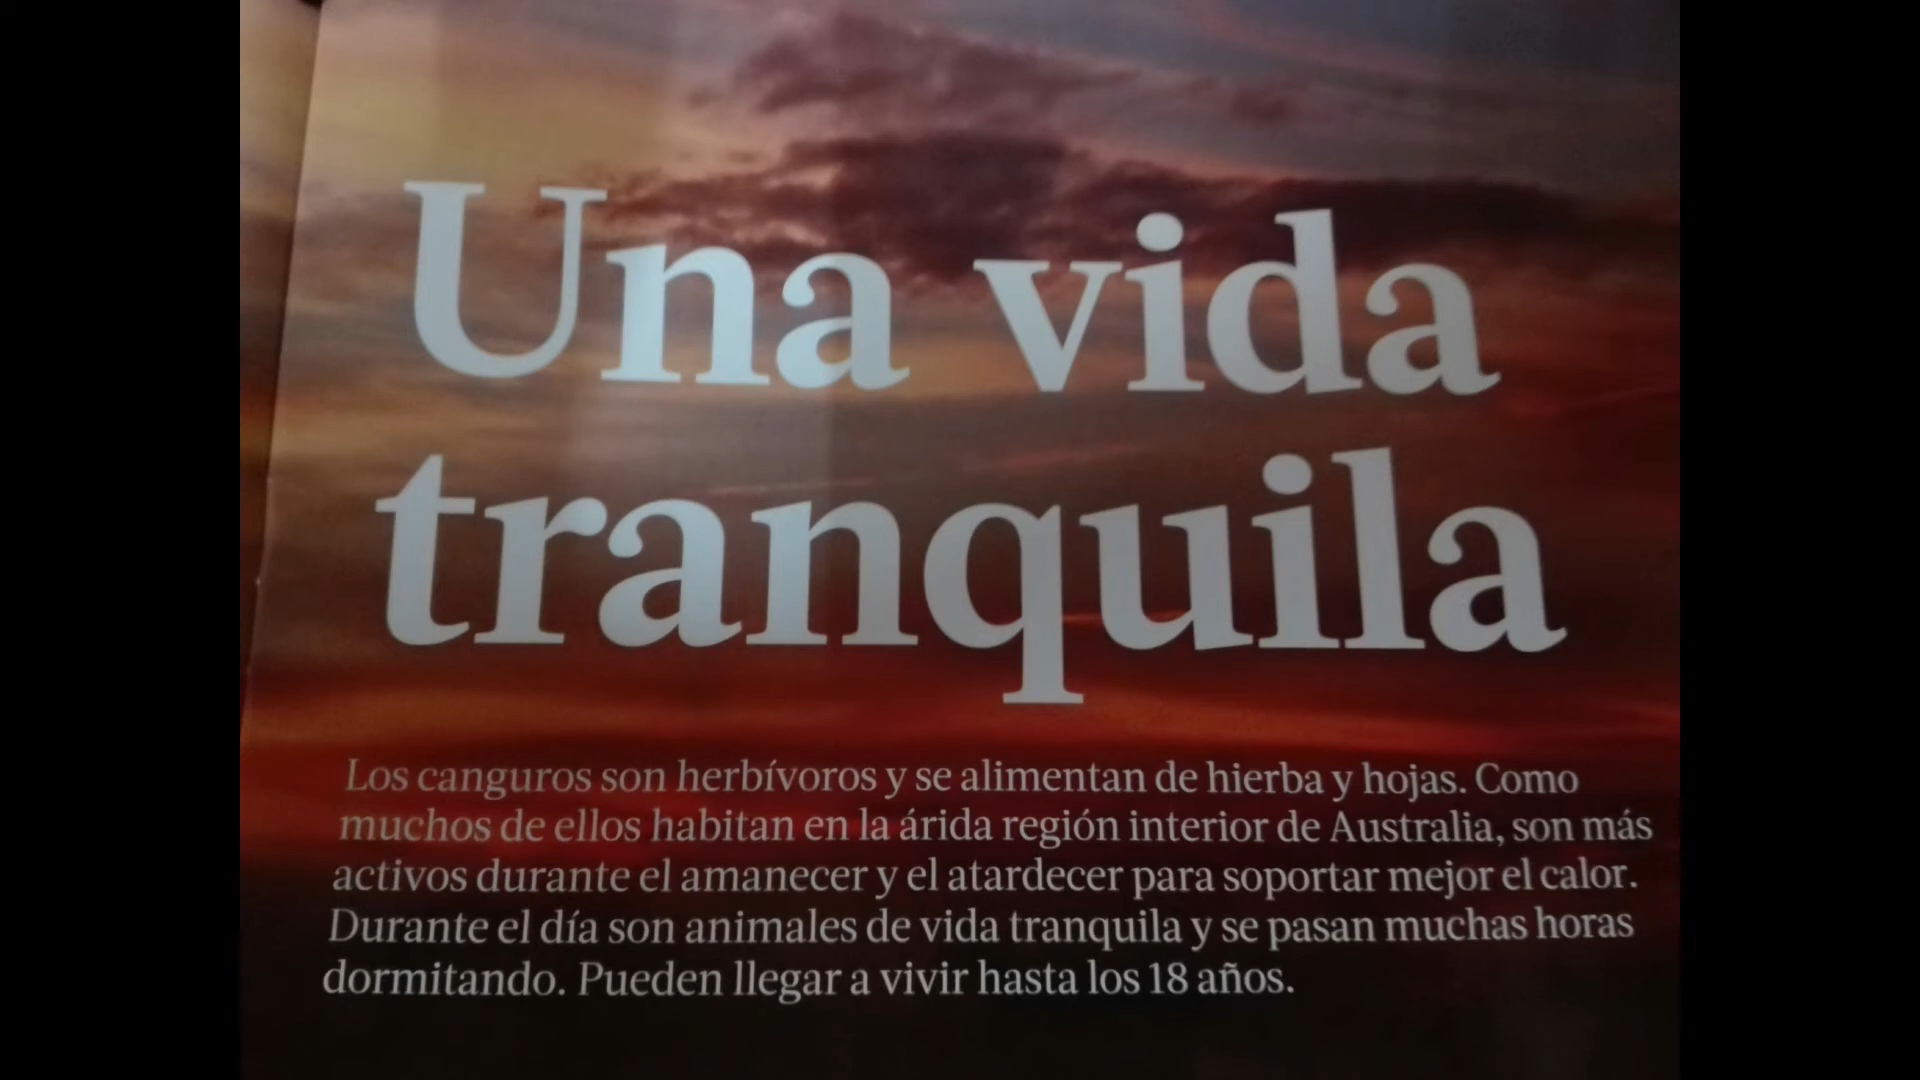 Una vida
tranquila
Los canguros son herbívoros y se alimentan de hierba y hojas. Como
muchos de ellos habitan en la árida región interior de Australia, son más
activos durante el amanecer y el atardecer para soportar mejor el calor.
Durante el día son animales de vida tranquila y se pasan muchas horas
dormitando. Pueden llegar a vivir hasta los 18 años.